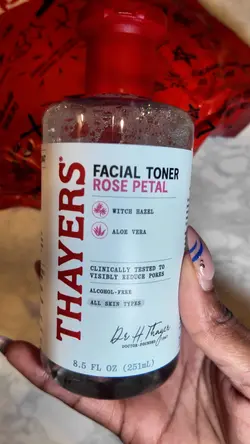 THAYERS®
FACIAL TONER
ROSE PETAL
WITCH HAZEL
ALOE VERA
CLINICALLY TESTED TO
VISIBLY REDUCE PORES
ALCOHOL-FREE
ALL SKIN TYPES
Dr H Thayer
8.5 FL OZ (251mL)